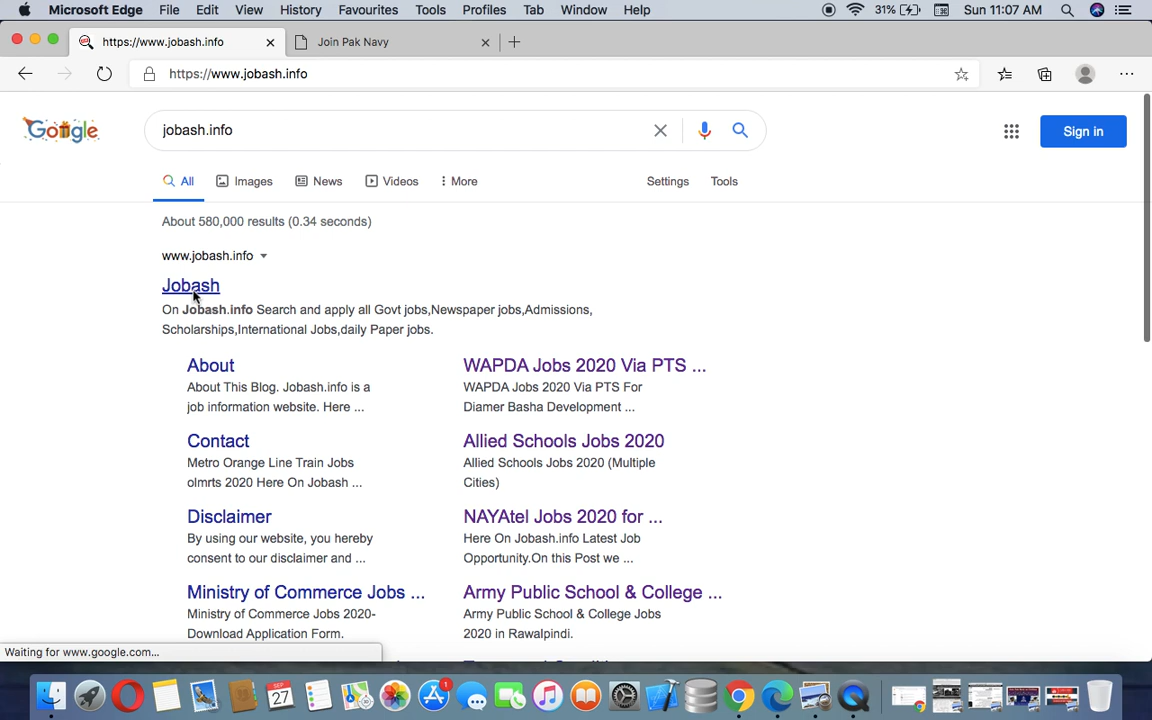 Microsoft Edge File Edit View History Favourites Tools Profiles Tab Window Help 31% Sun 11:07 AM
https://www.jobash.info Join Pak Navy
https://www.jobash.info
Google jobash.info Sign in
All Images News Videos More Settings Tools
About 580,000 results (0.34 seconds)
www.jobash.info
Jobash
On Jobash.info Search and apply all Govt jobs,Newspaper jobs,Admissions,
Scholarships,International Jobs,daily Paper jobs.
About
About This Blog. Jobash.info is a
job information website. Here ...
WAPDA Jobs 2020 Via PTS ...
WAPDA Jobs 2020 Via PTS For
Diamer Basha Development ...
Contact
Metro Orange Line Train Jobs
olmrts 2020 Here On Jobash ...
Allied Schools Jobs 2020
Allied Schools Jobs 2020 (Multiple
Cities)
Disclaimer
By using our website, you hereby
consent to our disclaimer and ...
NAYAtel Jobs 2020 for ...
Here On Jobash.info Latest Job
Opportunity.On this Post we ...
Ministry of Commerce Jobs ...
Ministry of Commerce Jobs 2020-
Download Application Form.
Army Public School & College ...
Army Public School & College Jobs
2020 in Rawalpindi.
Waiting for www.google.com...
SEP
27
1